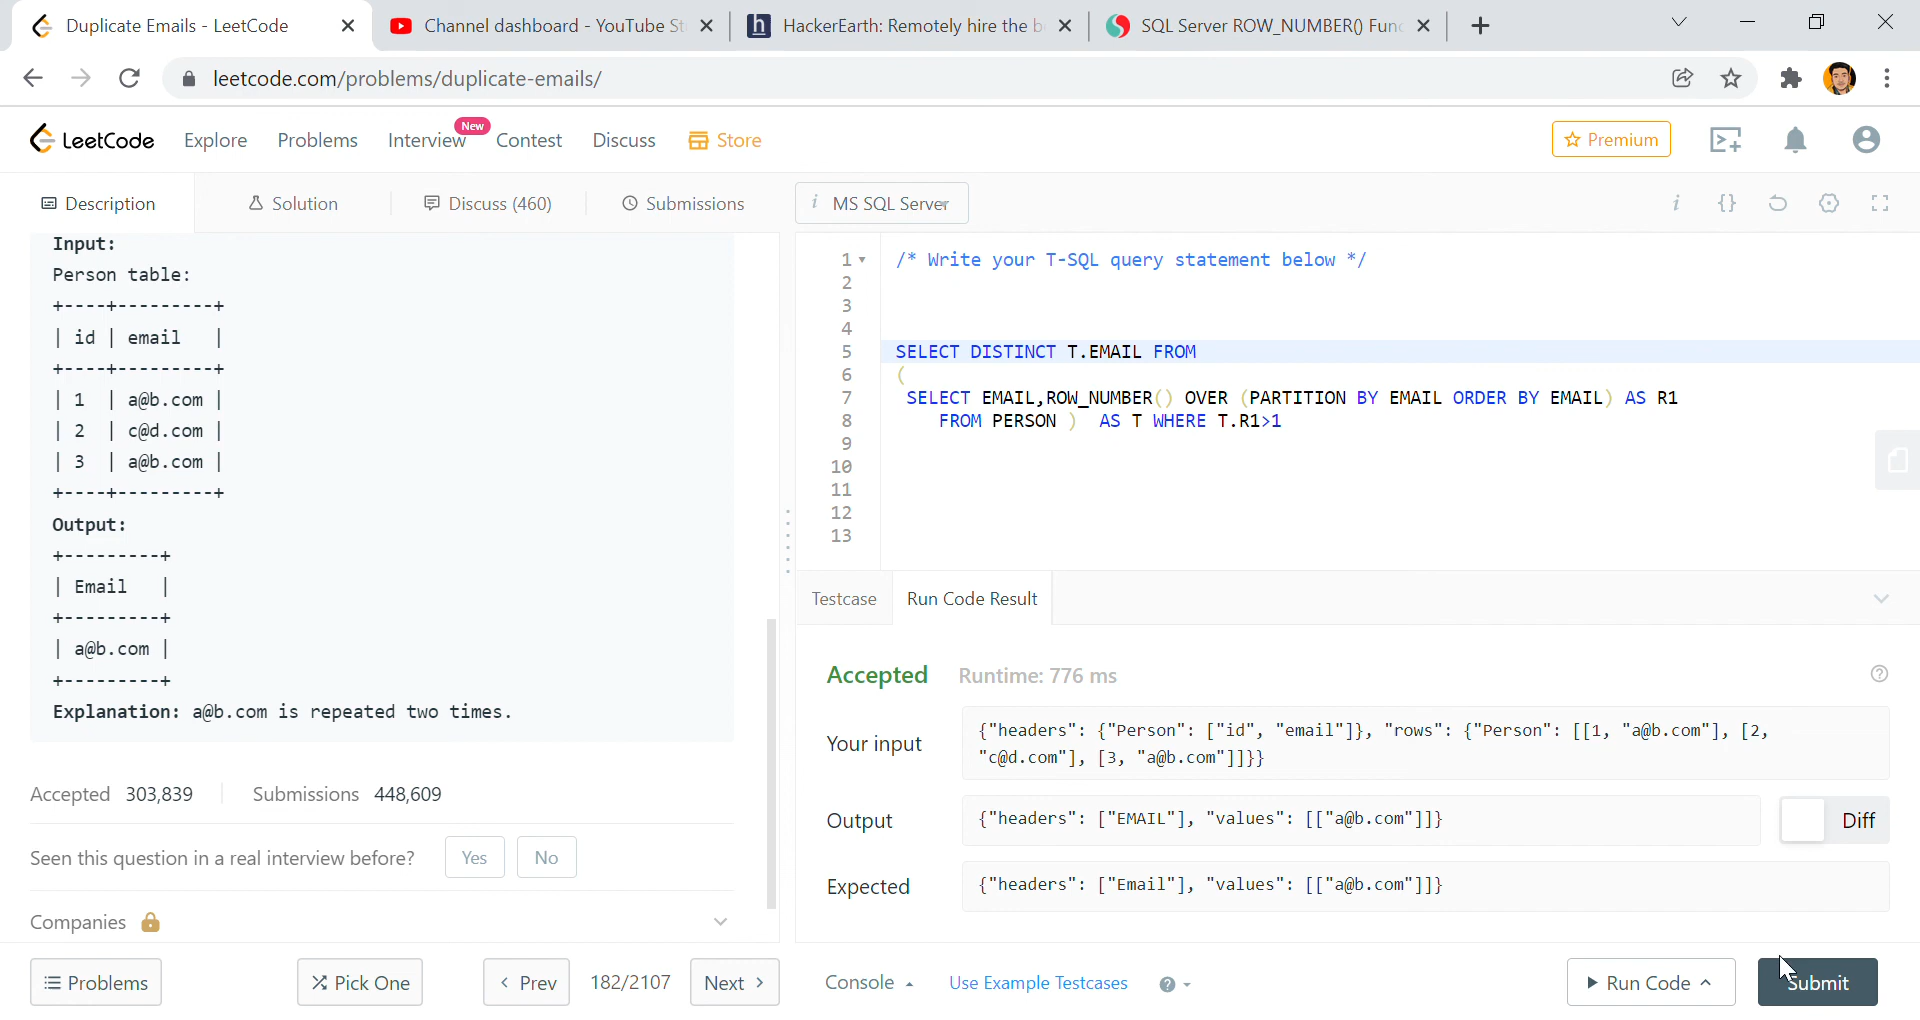 Duplicate Emails - LeetCode
Channel dashboard - YouTube St
HackerEarth: Remotely hire the b
SQL Server ROW_NUMBER() Func
leetcode.com/problems/duplicate-emails/
LeetCode Explore Problems Interview New Contest Discuss Store Premium
Description Solution Discuss (460) Submissions
Input:
Person table:
+----+---------+
| id | email   |
+----+---------+
| 1  | a@b.com |
| 2  | c@d.com |
| 3  | a@b.com |
+----+---------+
Output:
+---------+
| Email   |
+---------+
| a@b.com |
+---------+
Explanation: a@b.com is repeated two times.
Accepted 303,839 Submissions 448,609
Seen this question in a real interview before? Yes No
Companies
Problems Pick One Prev 182/2107 Next
i MS SQL Server i {}
1 /* Write your T-SQL query statement below */
2
3
4
5 SELECT DISTINCT T.EMAIL FROM
6 (
7 SELECT EMAIL,ROW_NUMBER() OVER (PARTITION BY EMAIL ORDER BY EMAIL) AS R1
8 FROM PERSON ) AS T WHERE T.R1>1
9
10
11
12
13
Testcase Run Code Result
Accepted Runtime: 776 ms
Your input {"headers": {"Person": ["id", "email"]}, "rows": {"Person": [[1, "a@b.com"], [2,
"c@d.com"], [3, "a@b.com"]]}}
Output {"headers": ["EMAIL"], "values": [["a@b.com"]]} Diff
Expected {"headers": ["Email"], "values": [["a@b.com"]]}
Console Use Example Testcases ? Run Code Submit